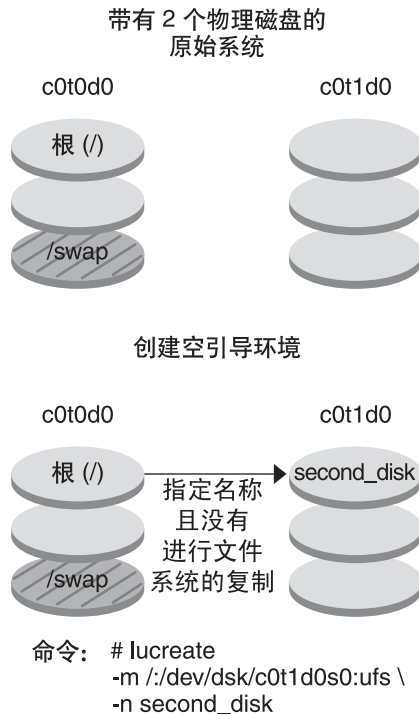 带有 2 个物理磁盘的
原始系统
c0t0d0
c0t1d0
根 (/)
/swap
创建空引导环境
c0t0d0
c0t1d0
根 (/)
second_disk
指定名称
且没有
进行文件
系统的复制
/swap
命令： # lucreate
-m /:/dev/dsk/c0t1d0s0:ufs \
-n second_disk